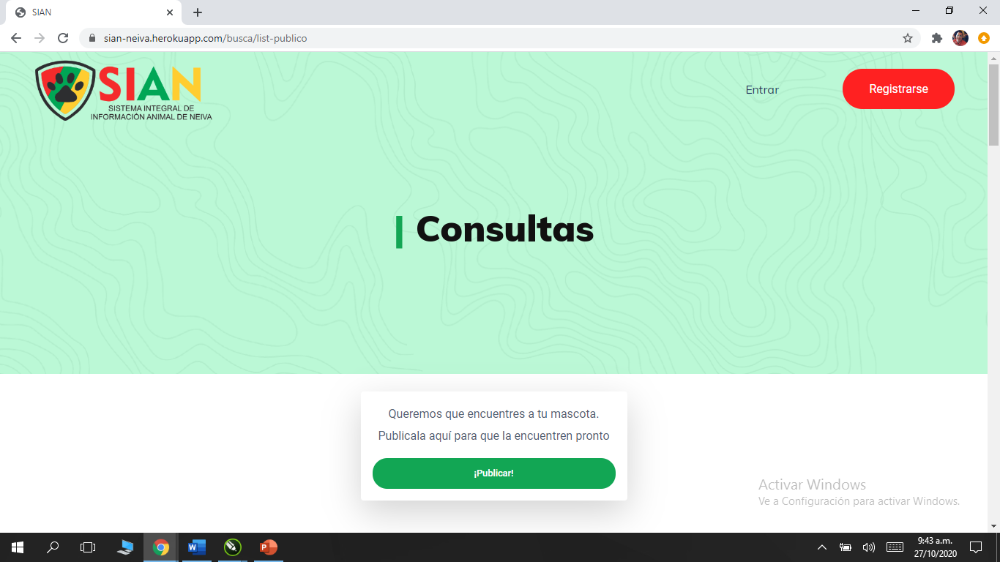 SIAN
sian-neiva.herokuapp.com/busca/list-publico
SIAN
SISTEMA INTEGRAL DE
INFORMACIÓN ANIMAL DE NEIVA
Entrar
Registrarse
Consultas
Queremos que encuentres a tu mascota.
Publicala aquí para que la encuentren pronto
¡Publicar!
Activar Windows
Ve a Configuración para activar Windows.
9:43 a.m.
27/10/2020